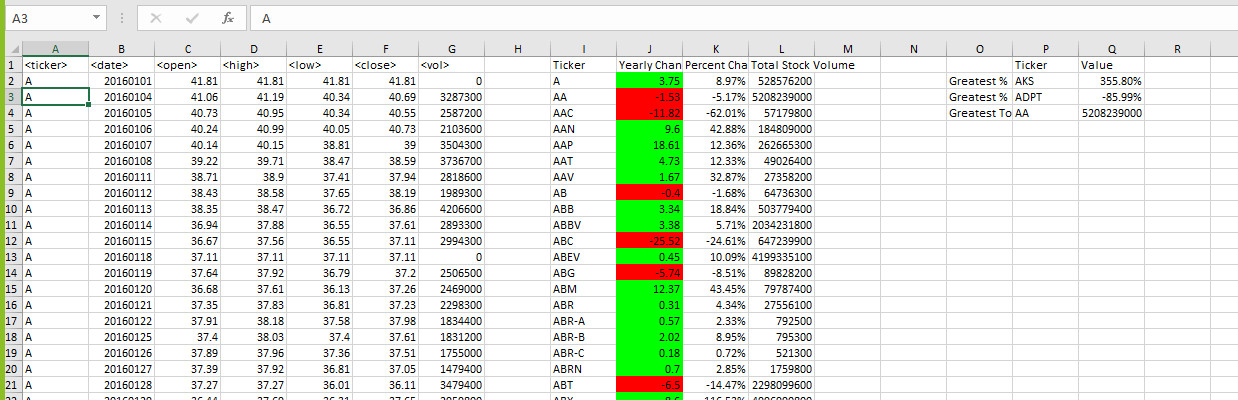 A3 fx A
A B C D E F G H I J K L M N O P Q R
1 <ticker> <date> <open> <high> <low> <close> <vol> Ticker Yearly Chan Percent Cha Total Stock Volume Ticker Value
2 A 20160101 41.81 41.81 41.81 41.81 0 A 3.75 8.97% 528576200 Greatest % AKS 355.80%
3 A 20160104 41.06 41.19 40.34 40.69 3287300 AA -1.53 -5.17% 5208239000 Greatest % ADPT -85.99%
4 A 20160105 40.73 40.95 40.34 40.55 2587200 AAC -11.82 -62.01% 57179800 Greatest To AA 5208239000
5 A 20160106 40.24 40.99 40.05 40.73 2103600 AAN 9.6 42.88% 184809000
6 A 20160107 40.14 40.15 38.81 39 3504300 AAP 18.61 12.36% 262665300
7 A 20160108 39.22 39.71 38.47 38.59 3736700 AAT 4.73 12.33% 49026400
8 A 20160111 38.71 38.9 37.41 37.94 2818600 AAV 1.67 32.87% 27358200
9 A 20160112 38.43 38.58 37.65 38.19 1989300 AB -0.4 -1.68% 64736300
10 A 20160113 38.35 38.47 36.72 36.86 4206600 ABB 3.34 18.84% 503779400
11 A 20160114 36.94 37.88 36.55 37.61 2893300 ABBV 3.38 5.71% 2034231800
12 A 20160115 36.67 37.56 36.55 37.11 2994300 ABC -25.52 -24.61% 647239900
13 A 20160118 37.11 37.11 37.11 37.11 0 ABEV 0.45 10.09% 4199335100
14 A 20160119 37.64 37.92 36.79 37.2 2506500 ABG -5.74 -8.51% 89828200
15 A 20160120 36.68 37.61 36.13 37.26 2469000 ABM 12.37 43.45% 79787400
16 A 20160121 37.35 37.83 36.81 37.23 2298300 ABR 0.31 4.34% 27556100
17 A 20160122 37.91 38.18 37.58 37.98 1834400 ABR-A 0.57 2.33% 792500
18 A 20160125 37.4 38.03 37.4 37.61 1831200 ABR-B 2.02 8.95% 795300
19 A 20160126 37.89 37.96 37.36 37.51 1755000 ABR-C 0.18 0.72% 521300
20 A 20160127 37.39 37.92 36.81 37.05 1479400 ABRN 0.7 2.85% 1759800
21 A 20160128 37.27 37.27 36.01 36.11 3479400 ABT -6.5 -14.47% 2298099600